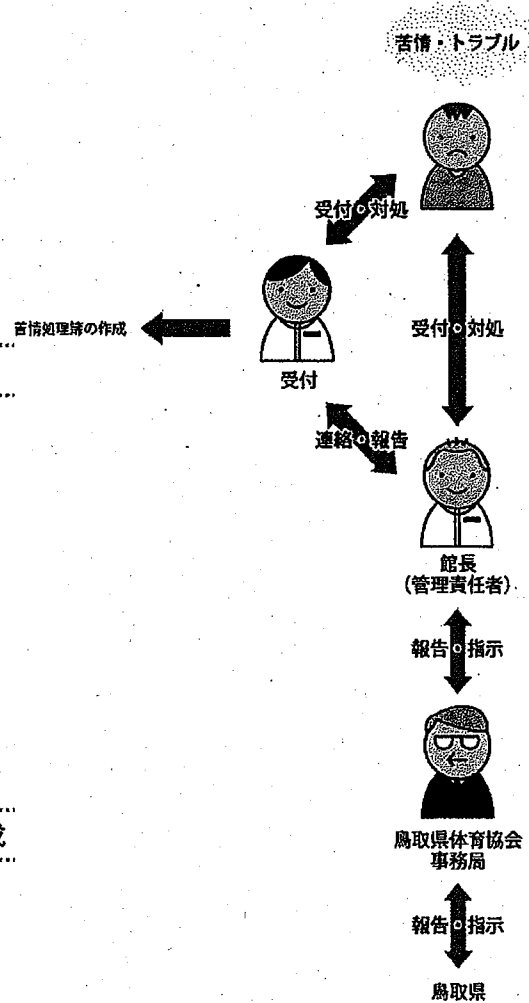 苦情・トラブル
受付・対処
苦情処理簿の作成
受付・対処
受付
連絡・報告
館長
（管理責任者）
報告・指示
鳥取県体育協会
事務局
報告・指示
鳥取県